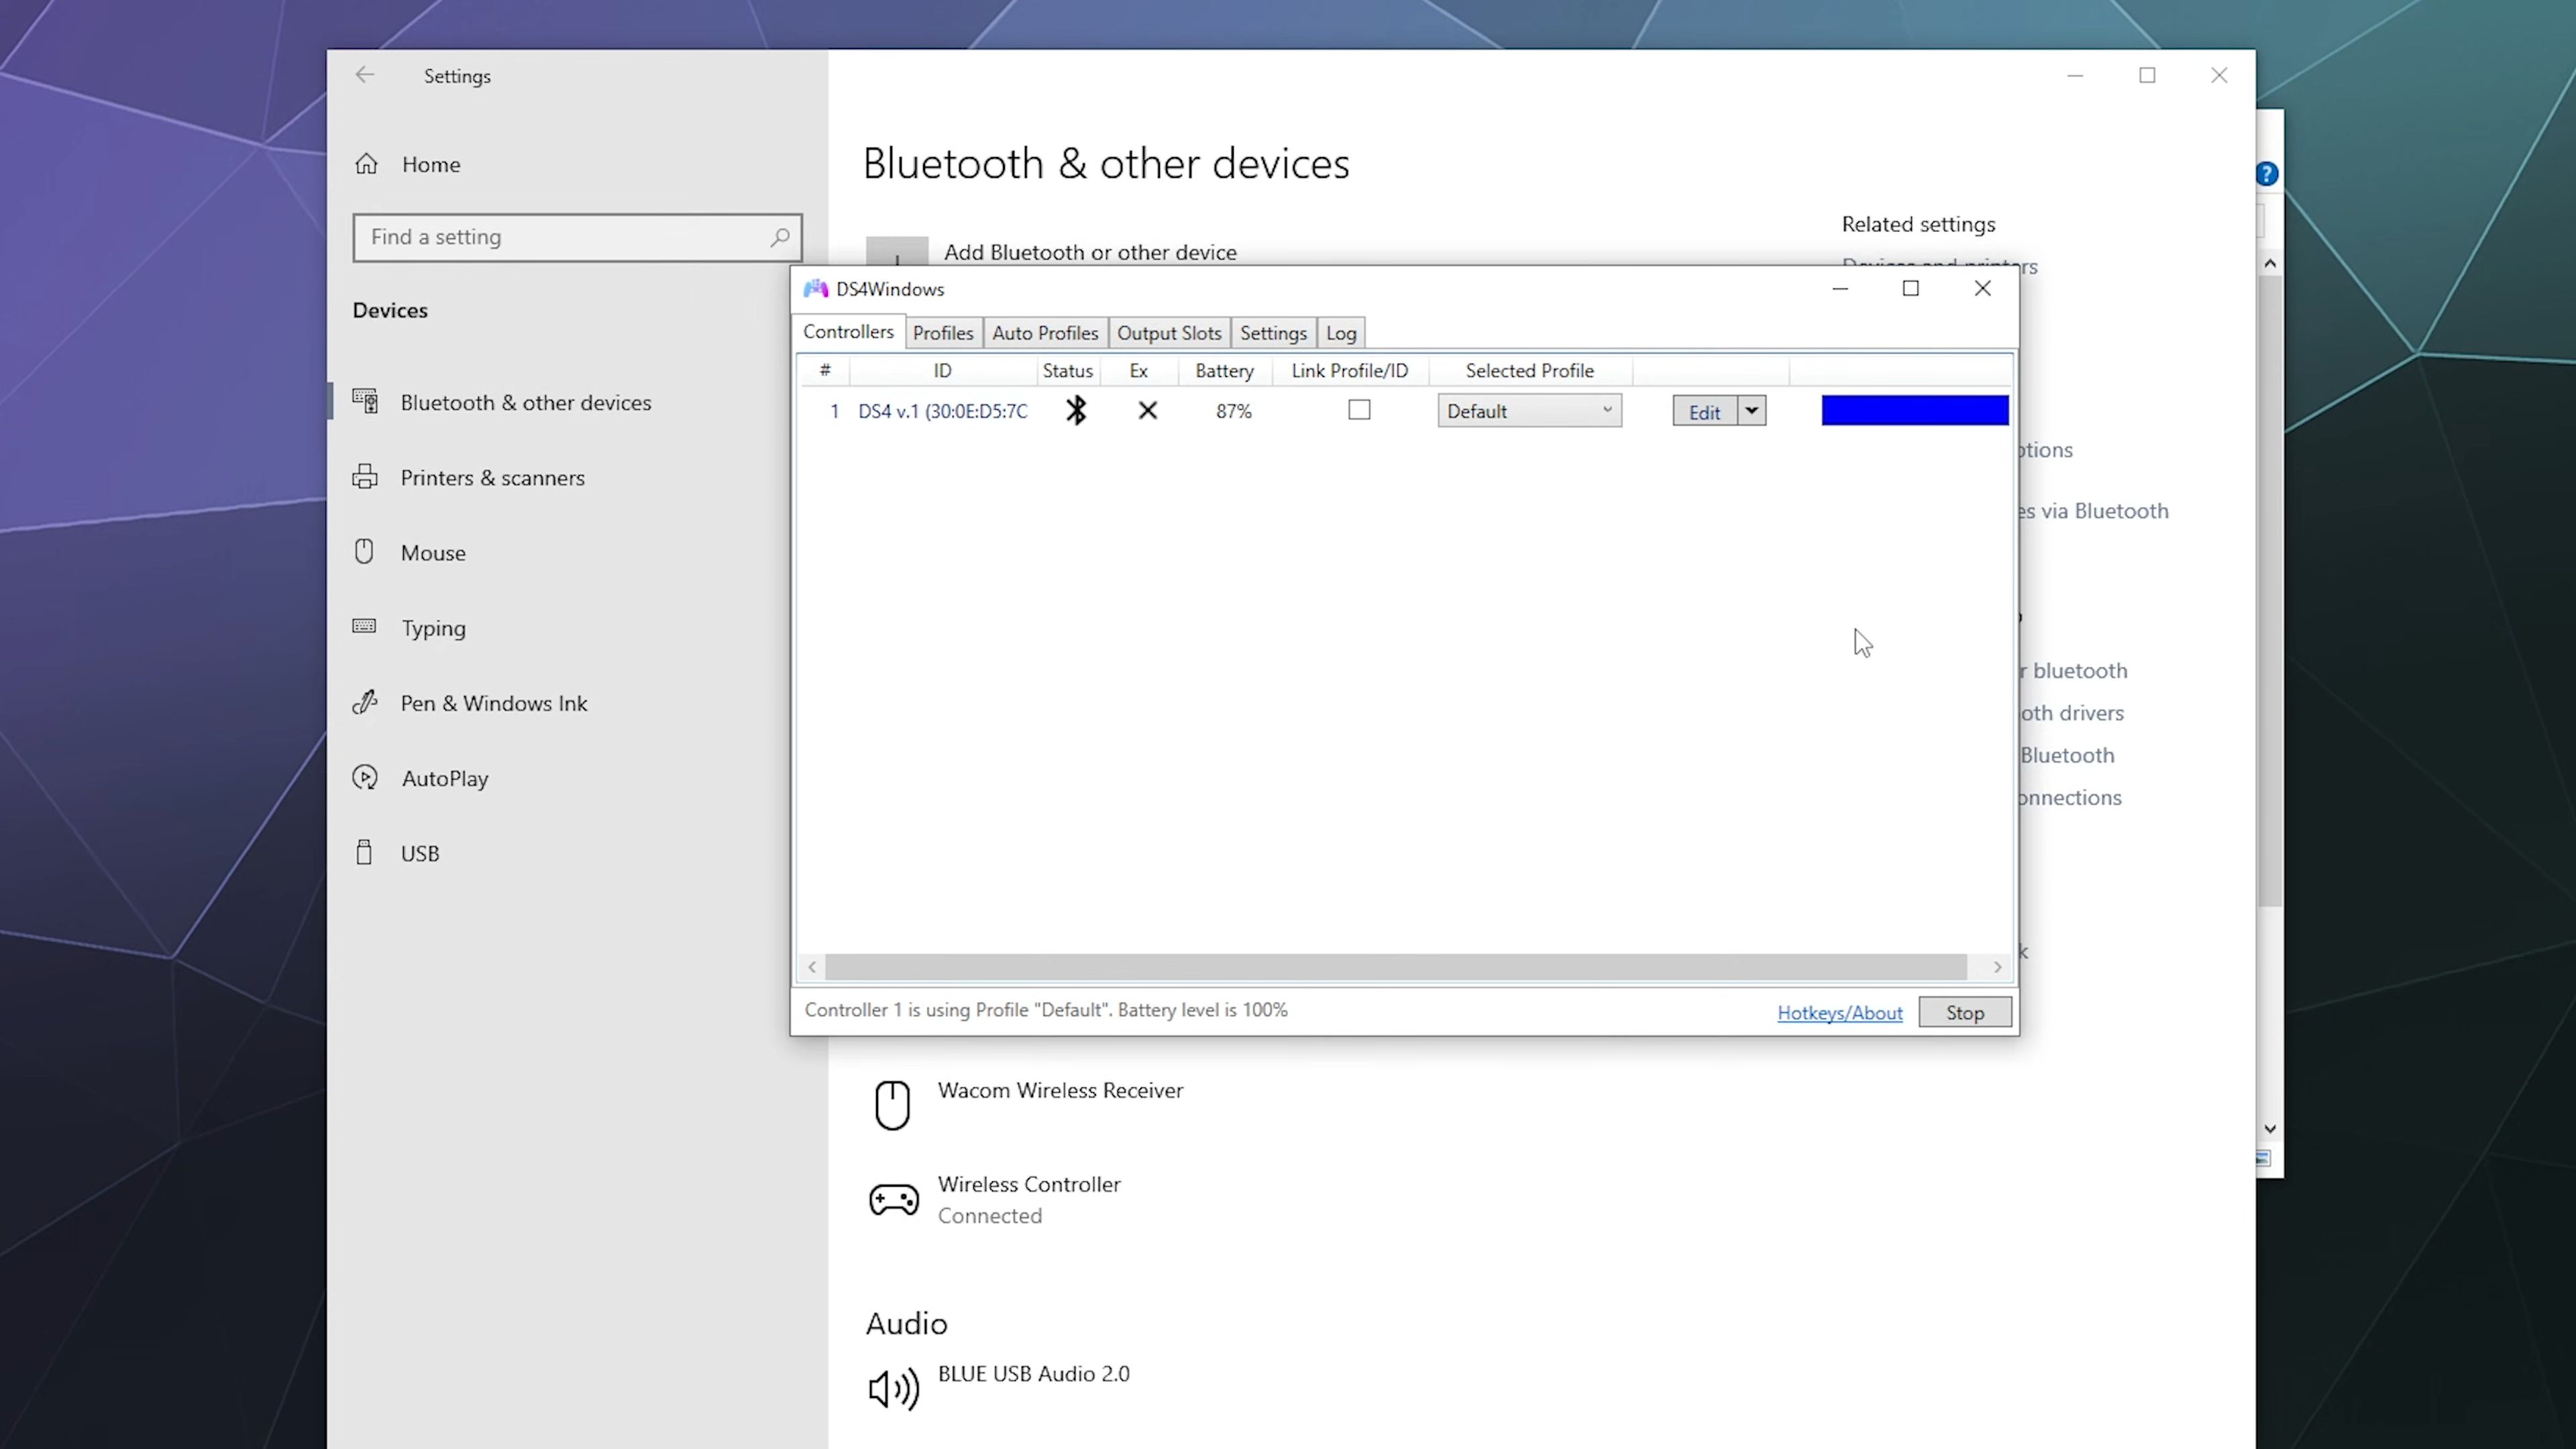 Settings
Home
Find a setting
Devices
Bluetooth & other devices
Printers & scanners
Mouse
Typing
Pen & Windows Ink
AutoPlay
USB
Bluetooth & other devices
Add Bluetooth or other device
Related settings
Devices and printers
DS4Windows
Controllers Profiles Auto Profiles Output Slots Settings Log
# ID Status Ex Battery Link Profile/ID Selected Profile
1 DS4 v.1 (30:0E:D5:7C 87% Default Edit
Controller 1 is using Profile "Default". Battery level is 100%
Hotkeys/About Stop
ptions
es via Bluetooth
r bluetooth
oth drivers
Bluetooth
onnections
k
Wacom Wireless Receiver
Wireless Controller
Connected
Audio
BLUE USB Audio 2.0
?